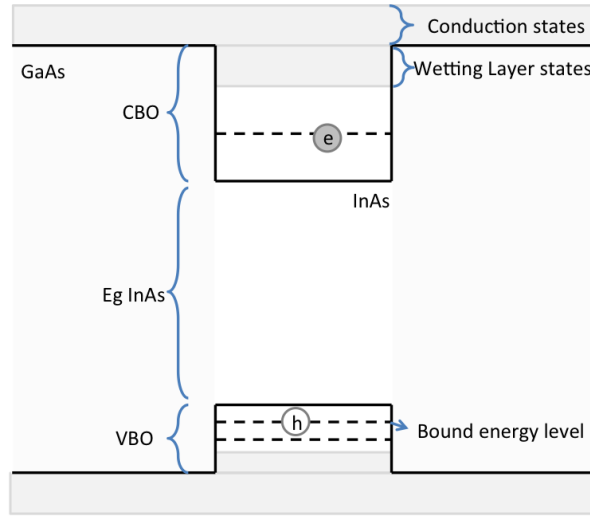 Conduction states
GaAs
Wetting Layer states
CBO
e
InAs
Eg InAs
h
Bound energy level
VBO